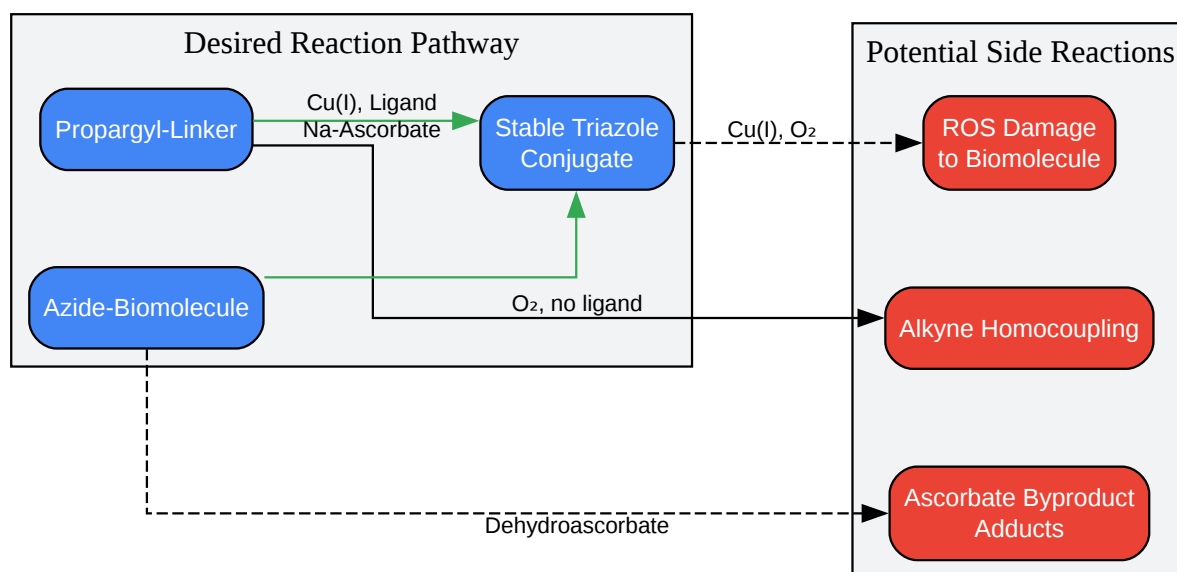 Desired Reaction Pathway
Potential Side Reactions
Propargyl-Linker
Cu(I), Ligand
Na-Ascorbate
Stable Triazole
Conjugate
Cu(I), O₂
ROS Damage
to Biomolecule
Azide-Biomolecule
O₂, no ligand
Alkyne Homocoupling
Dehydroascorbate
Ascorbate Byproduct
Adducts